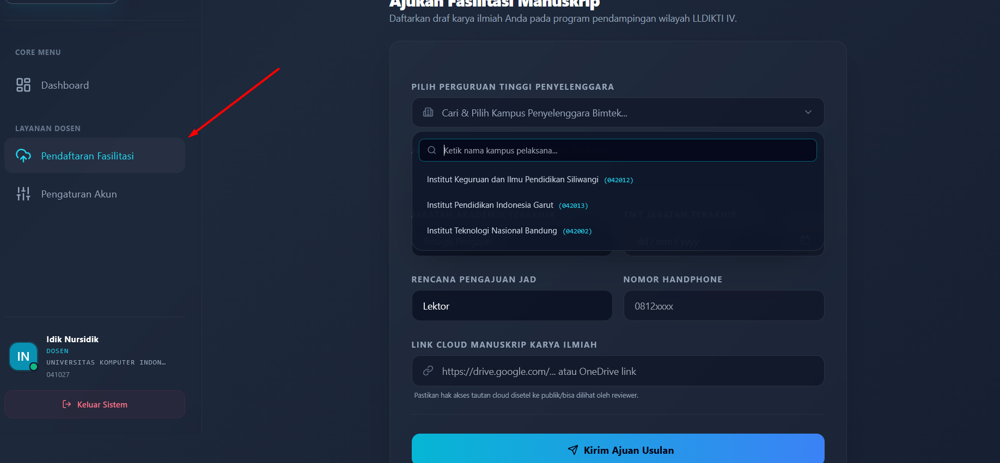 Ajukan Fasilitasi Manuskrip
Daftarkan draf karya ilmiah Anda pada program pendampingan wilayah LLDIKTI IV.
CORE MENU
Dashboard
LAYANAN DOSEN
Pendaftaran Fasilitasi
Pengaturan Akun
Idik Nursidik
IN
DOSEN
UNIVERSITAS KOMPUTER INDON…
041027
Keluar Sistem
PILIH PERGURUAN TINGGI PENYELENGGARA
Cari & Pilih Kampus Penyelenggara Bimtek...
Ketik nama kampus pelaksana...
Institut Keguruan dan Ilmu Pendidikan Siliwangi (042012)
Institut Pendidikan Indonesia Garut (042013)
JABATAN AKADEMIK TERAKHIR
TMT JABATAN TERAKHIR
Institut Teknologi Nasional Bandung (042002)
Tenaga Pengajar
dd / mm / yyyy
RENCANA PENGAJUAN JAD
NOMOR HANDPHONE
Lektor
0812xxxx
LINK CLOUD MANUSKRIP KARYA ILMIAH
https://drive.google.com/... atau OneDrive link
Pastikan hak akses tautan cloud disetel ke publik/bisa dilihat oleh reviewer.
Kirim Ajuan Usulan